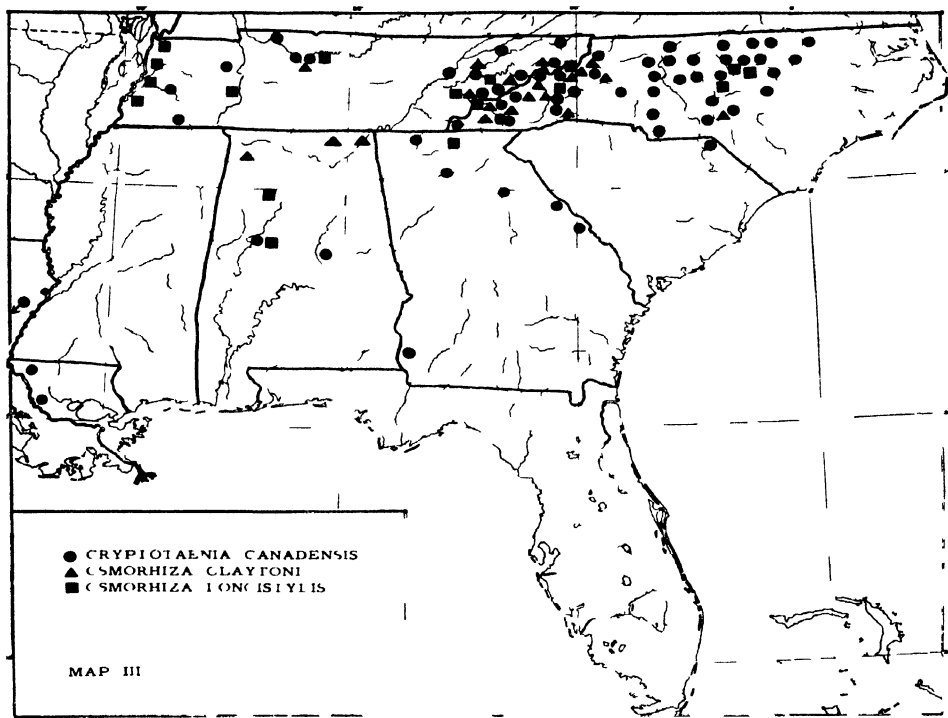 CRYPTOTAENIA CANADENSIS
OSMORHIZA CLAYTONI
OSMORHIZA LONGISTYLIS
MAP III